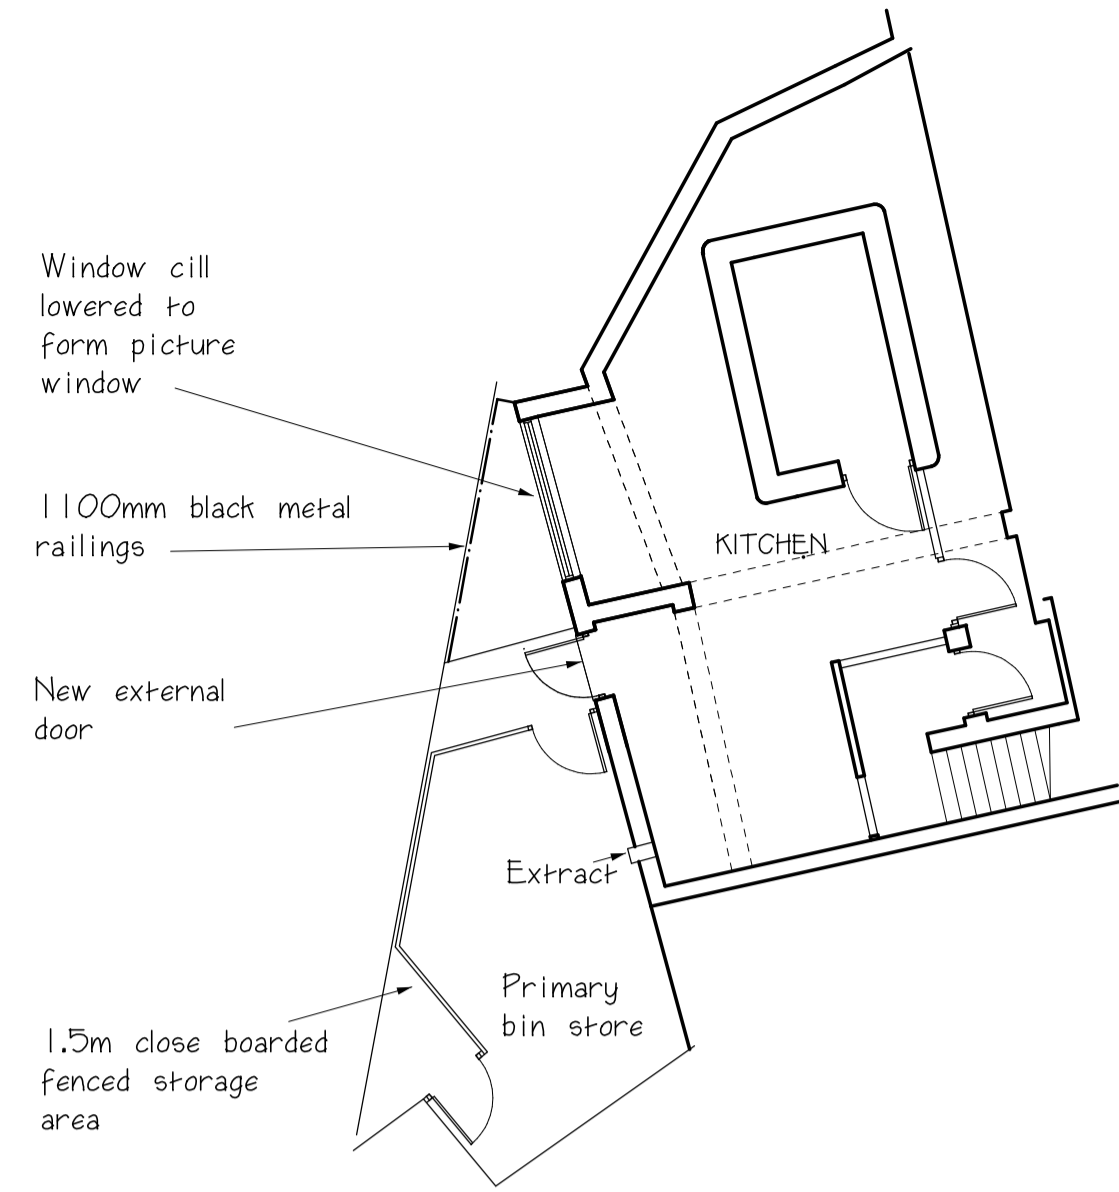 Window cill
lowered to
form picture
window
1100mm black metal
railings
KITCHEN
New external
door
Extract
Primary
bin store
1.5m close boarded
fenced storage
area